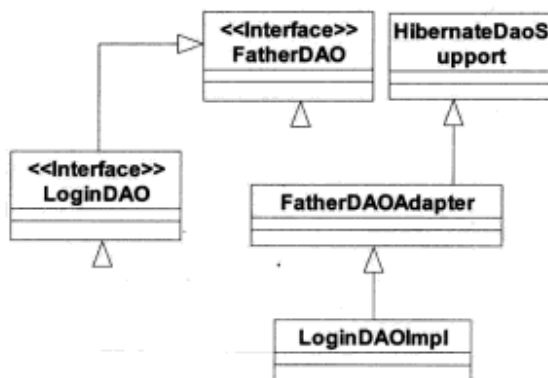 <<Interface>>
FatherDAO
HibernateDaoS
upport
<<Interface>>
LoginDAO
FatherDAOAdapter
LoginDAOImpl